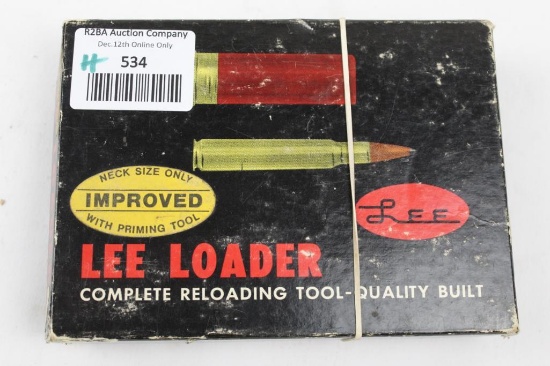 R2BA Auction Company
Dec.12th Online Only
H 534
NECK SIZE ONLY
IMPROVED
WITH PRIMING TOOL
Lee
LEE LOADER
COMPLETE RELOADING TOOL-QUALITY BUILT